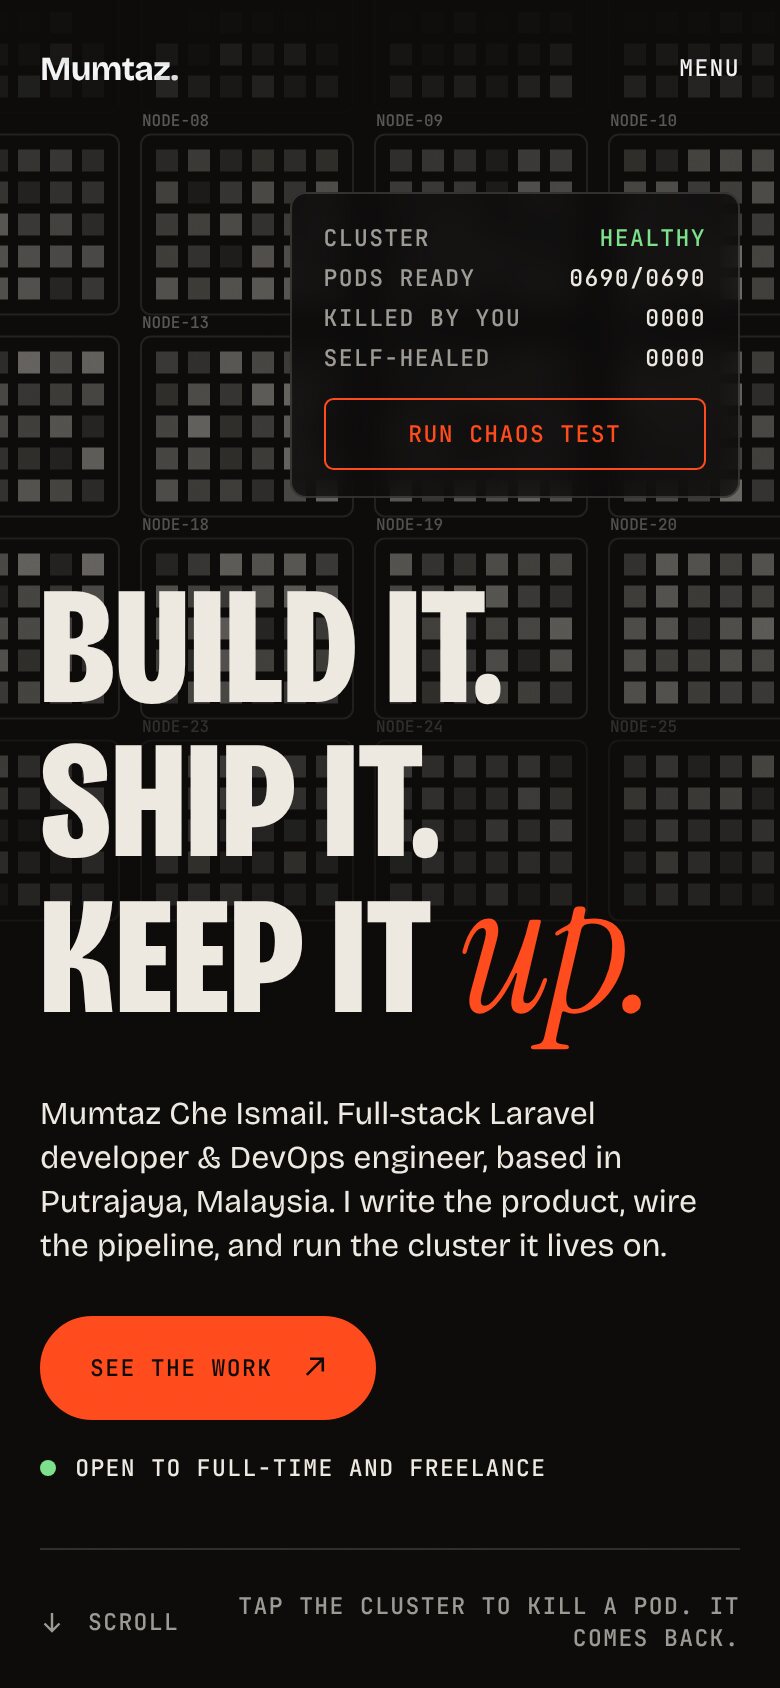 Mumtaz.
MENU
NODE-08
NODE-09
NODE-10
CLUSTER HEALTHY
PODS READY 0690/0690
KILLED BY YOU 0000
SELF-HEALED 0000
RUN CHAOS TEST
NODE-13
NODE-18
NODE-19
NODE-20
BUILD IT.
NODE-23
NODE-24
NODE-25
SHIP IT.
KEEP IT up.
Mumtaz Che Ismail. Full-stack Laravel
developer & DevOps engineer, based in
Putrajaya, Malaysia. I write the product, wire
the pipeline, and run the cluster it lives on.
SEE THE WORK ↗
OPEN TO FULL-TIME AND FREELANCE
↓ SCROLL
TAP THE CLUSTER TO KILL A POD. IT
COMES BACK.